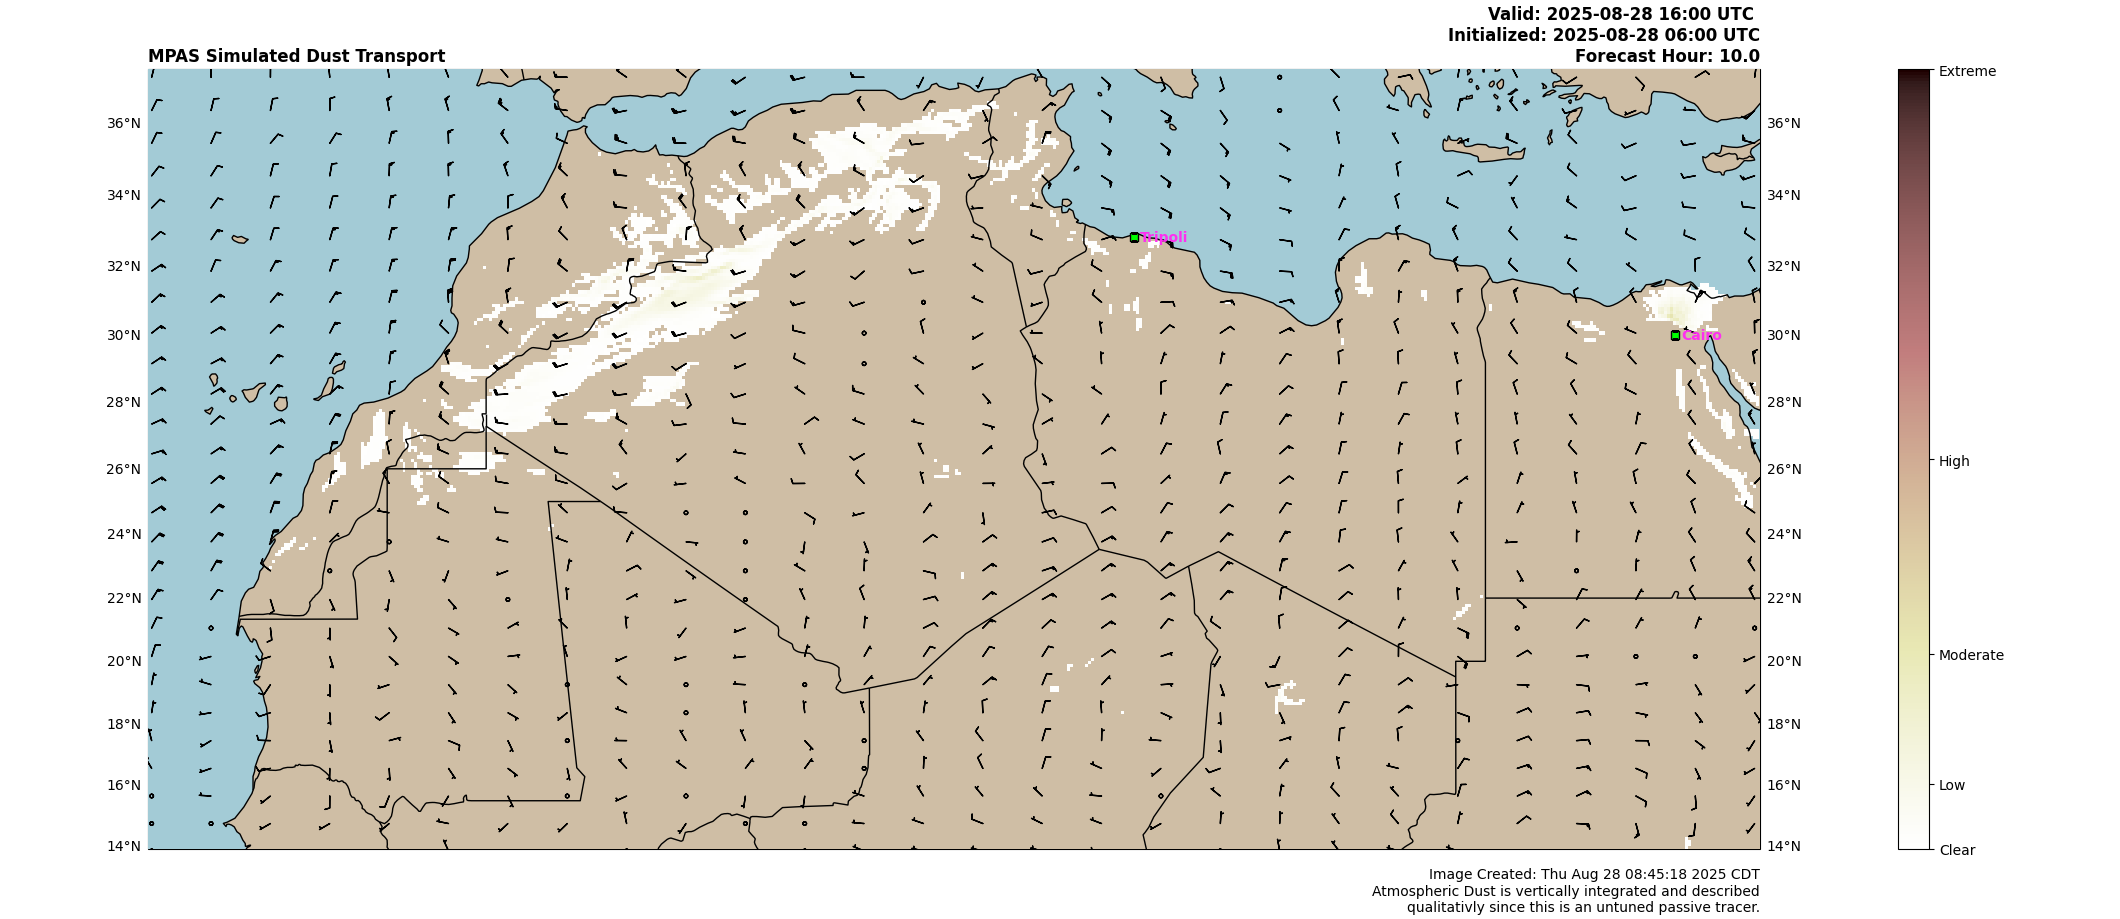 Valid: 2025-08-28 16:00 UTC
Initialized: 2025-08-28 06:00 UTC
MPAS Simulated Dust Transport
Forecast Hour: 10.0
Extreme
36°N
36°N
34°N
34°N
Tripoli
32°N
32°N
30°N
30°N
Cairo
28°N
28°N
26°N
26°N
High
24°N
24°N
22°N
22°N
20°N
20°N
Moderate
18°N
18°N
16°N
16°N
Low
14°N
14°N
Clear
Image Created: Thu Aug 28 08:45:18 2025 CDT
Atmospheric Dust is vertically integrated and described
qualitativly since this is an untuned passive tracer.